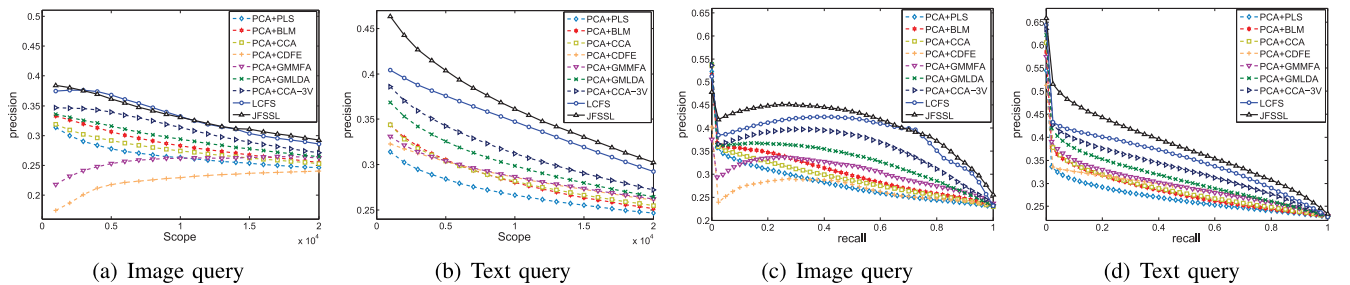 0.5
0.45
0.4
0.35
0.3
0.25
0.2
precision
0 0.5 1 1.5 2
Scope
x 10⁴
PCA+PLS
PCA+BLM
PCA+CCA
PCA+CDFE
PCA+GMMFA
PCA+GMLDA
PCA+CCA−3V
LCFS
JFSSL
(a) Image query
0.45
0.4
0.35
0.3
0.25
precision
0 0.5 1 1.5 2
Scope
x 10⁴
PCA+PLS
PCA+BLM
PCA+CCA
PCA+CDFE
PCA+GMMFA
PCA+GMLDA
PCA+CCA−3V
LCFS
JFSSL
(b) Text query
0.65
0.6
0.55
0.5
0.45
0.4
0.35
0.3
0.25
0.2
precision
0 0.2 0.4 0.6 0.8 1
recall
PCA+PLS
PCA+BLM
PCA+CCA
PCA+CDFE
PCA+GMMFA
PCA+GMLDA
PCA+CCA−3V
LCFS
JFSSL
(c) Image query
0.65
0.6
0.55
0.5
0.45
0.4
0.35
0.3
0.25
precision
0 0.2 0.4 0.6 0.8 1
recall
PCA+PLS
PCA+BLM
PCA+CCA
PCA+CDFE
PCA+GMMFA
PCA+GMLDA
PCA+CCA−3V
LCFS
JFSSL
(d) Text query